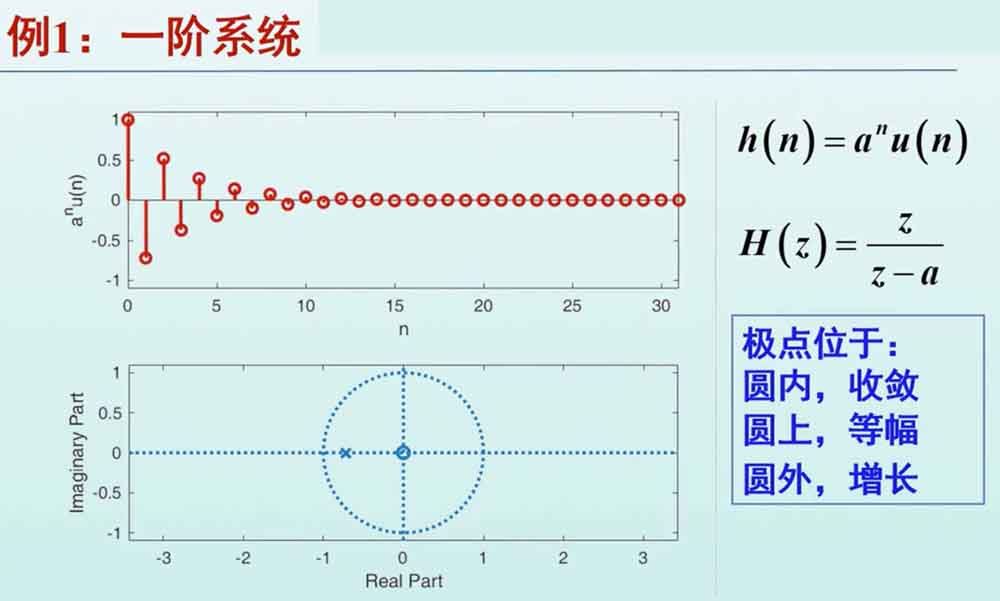 例1：一阶系统
1
0.5
0
-0.5
-1
aⁿu(n)
0 5 10 15 20 25 30
n
1
0.5
0
-0.5
-1
Imaginary Part
-3 -2 -1 0 1 2 3
Real Part
h(n)=aⁿu(n)
H(z)=z/(z-a)
极点位于：
圆内，收敛
圆上，等幅
圆外，增长